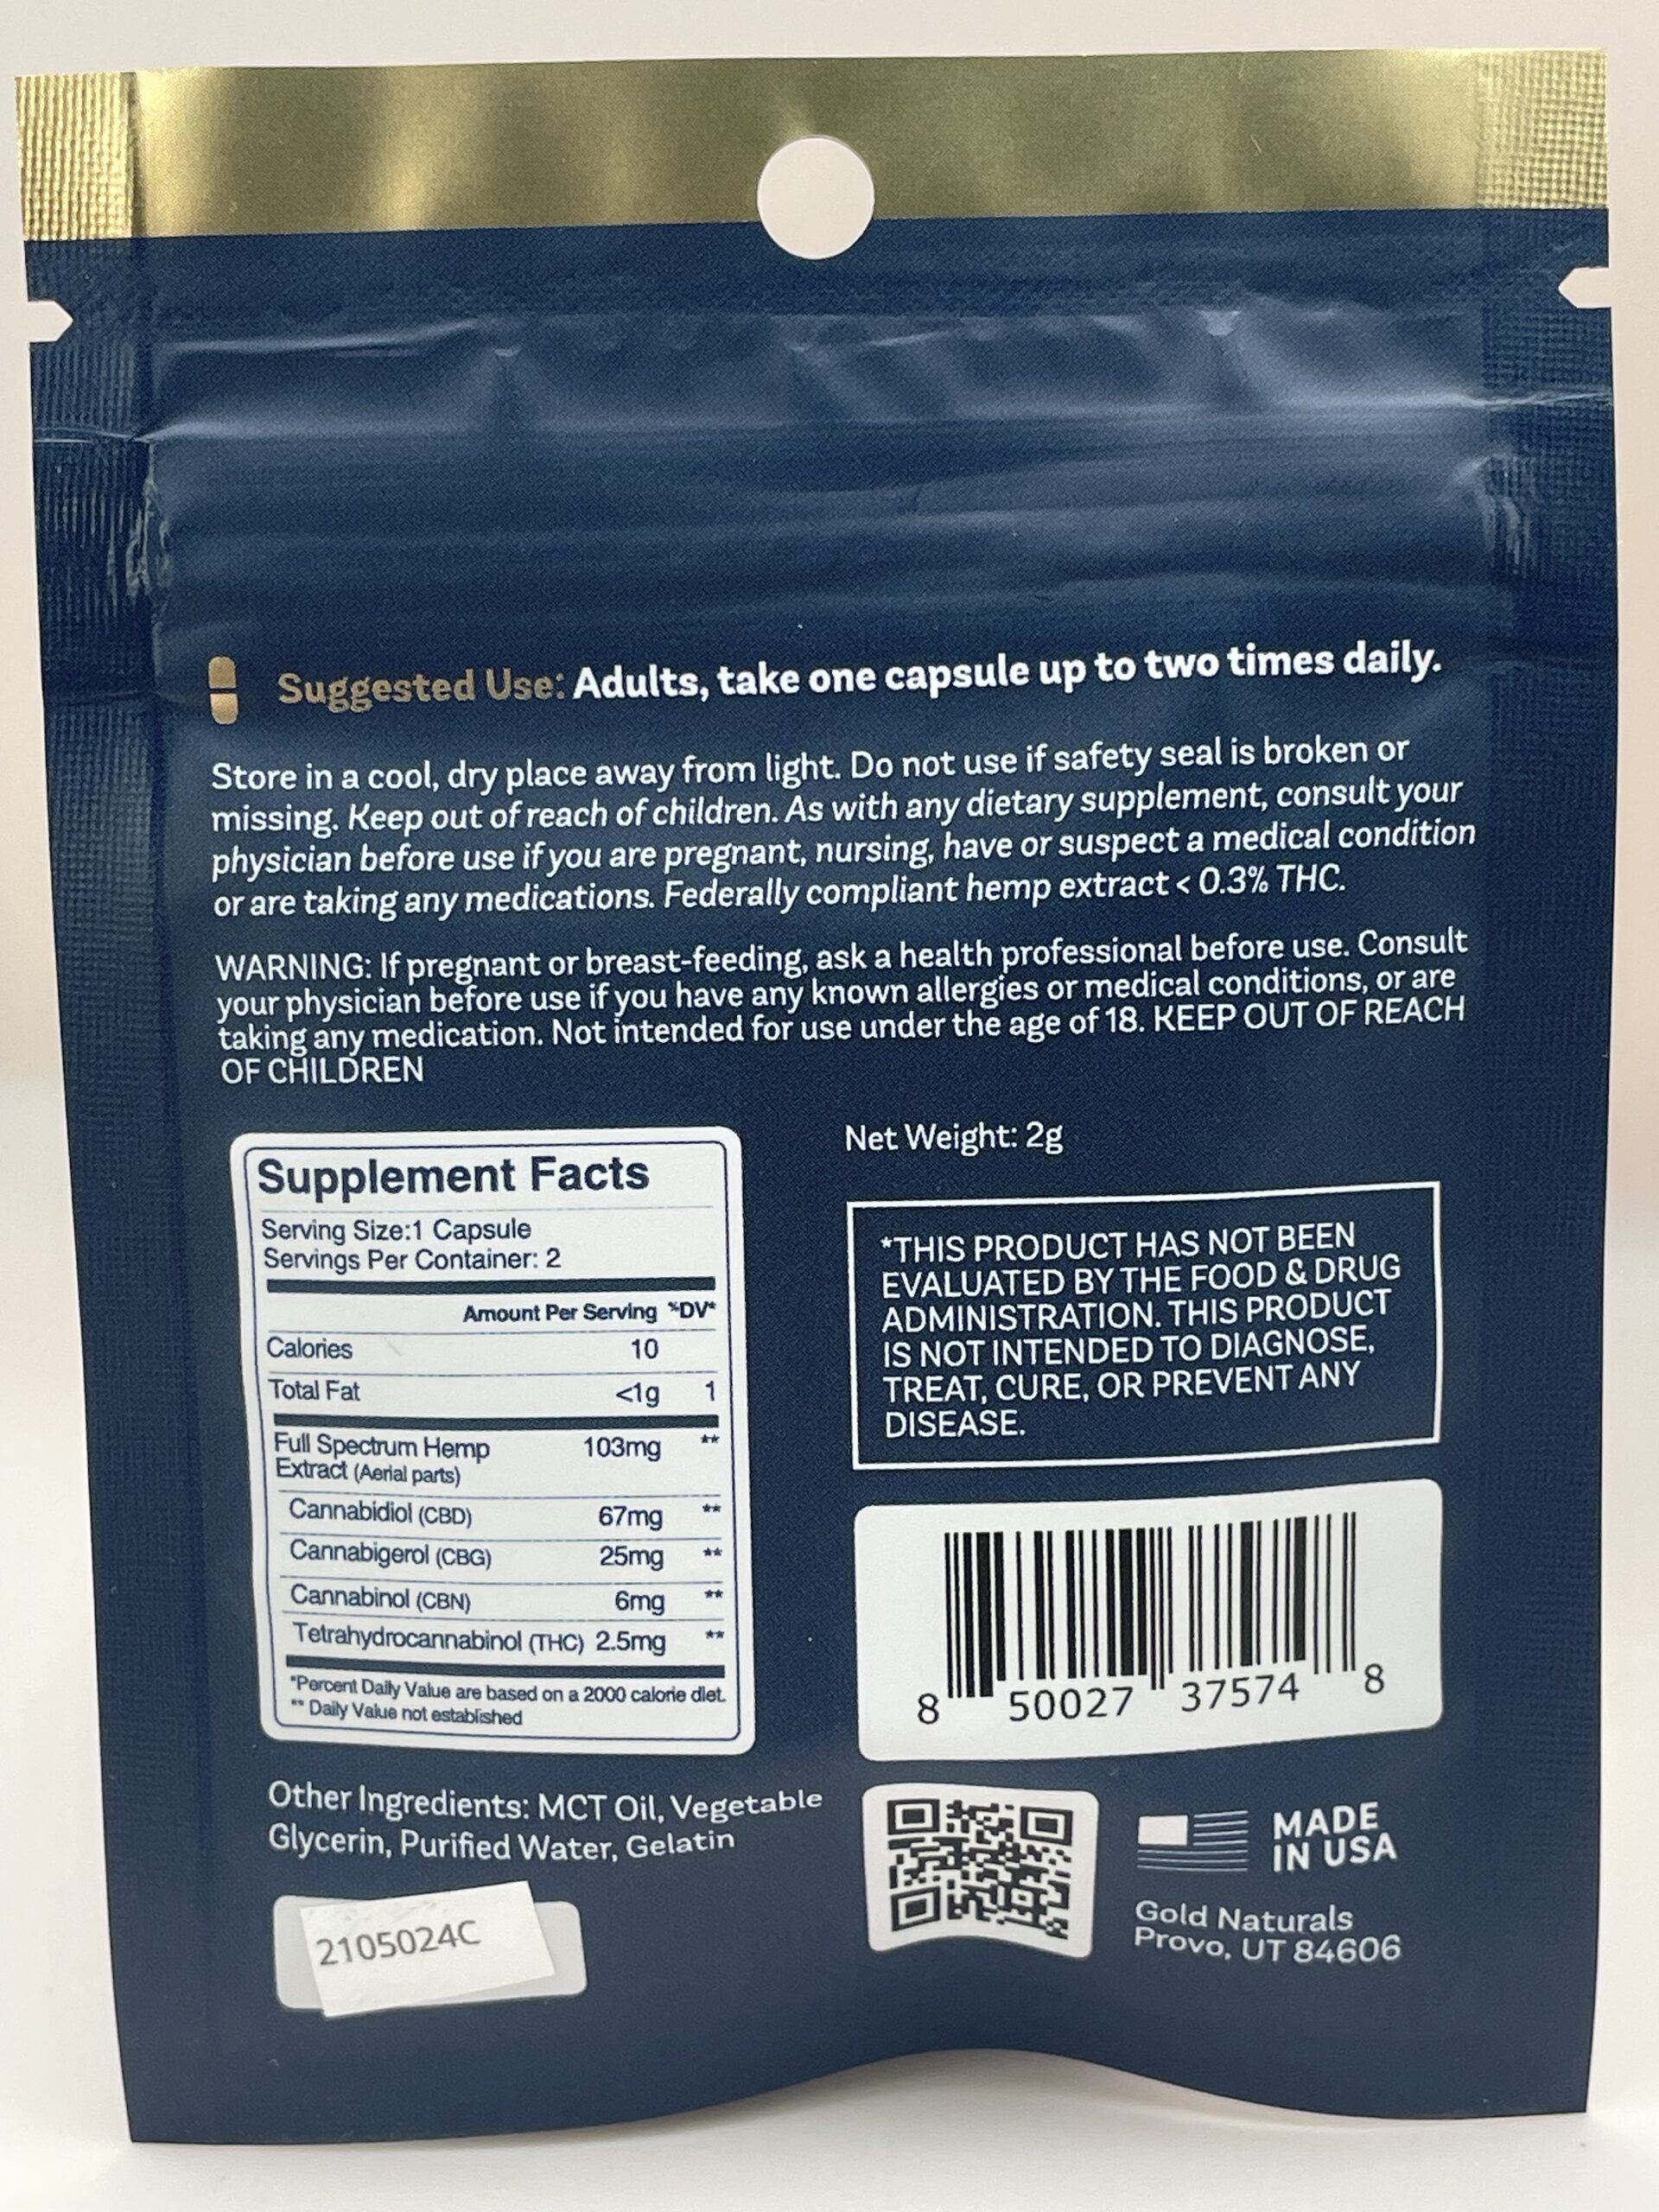 Suggested Use: Adults, take one capsule up to two times daily.
Store in a cool, dry place away from light. Do not use if safety seal is broken or
missing. Keep out of reach of children. As with any dietary supplement, consult your
physician before use if you are pregnant, nursing, have or suspect a medical condition
or are taking any medications. Federally compliant hemp extract < 0.3% THC.
WARNING: If pregnant or breast-feeding, ask a health professional before use. Consult
your physician before use if you have any known allergies or medical conditions, or are
taking any medication. Not intended for use under the age of 18. KEEP OUT OF REACH
OF CHILDREN
Supplement Facts
Serving Size:1 Capsule
Servings Per Container: 2
Amount Per Serving %DV*
Calories 10
Total Fat <1g 1
Full Spectrum Hemp 103mg **
Extract (Aerial parts)
Cannabidiol (CBD) 67mg **
Cannabigerol (CBG) 25mg **
Cannabinol (CBN) 6mg **
Tetrahydrocannabinol (THC) 2.5mg **
*Percent Daily Value are based on a 2000 calorie diet.
** Daily Value not established
Other Ingredients: MCT Oil, Vegetable
Glycerin, Purified Water, Gelatin
2105024C
Net Weight: 2g
*THIS PRODUCT HAS NOT BEEN
EVALUATED BY THE FOOD & DRUG
ADMINISTRATION. THIS PRODUCT
IS NOT INTENDED TO DIAGNOSE,
TREAT, CURE, OR PREVENT ANY
DISEASE.
8 50027 37574 8
MADE
IN USA
Gold Naturals
Provo, UT 84606